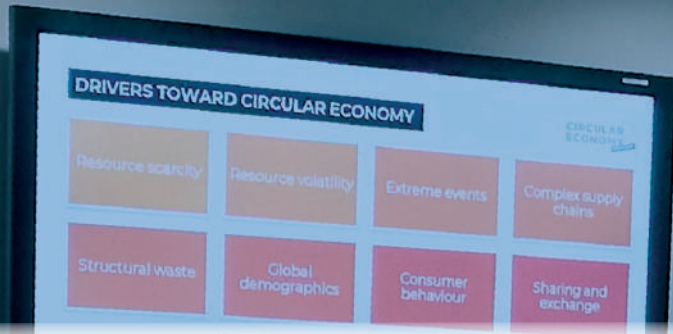 DRIVERS TOWARD CIRCULAR ECONOMY
CIRCULAR
ECONOMY
Resource scarcity
Resource volatility
Extreme events
Complex supply
chains
Structural waste
Global
demographics
Consumer
behaviour
Sharing and
exchange